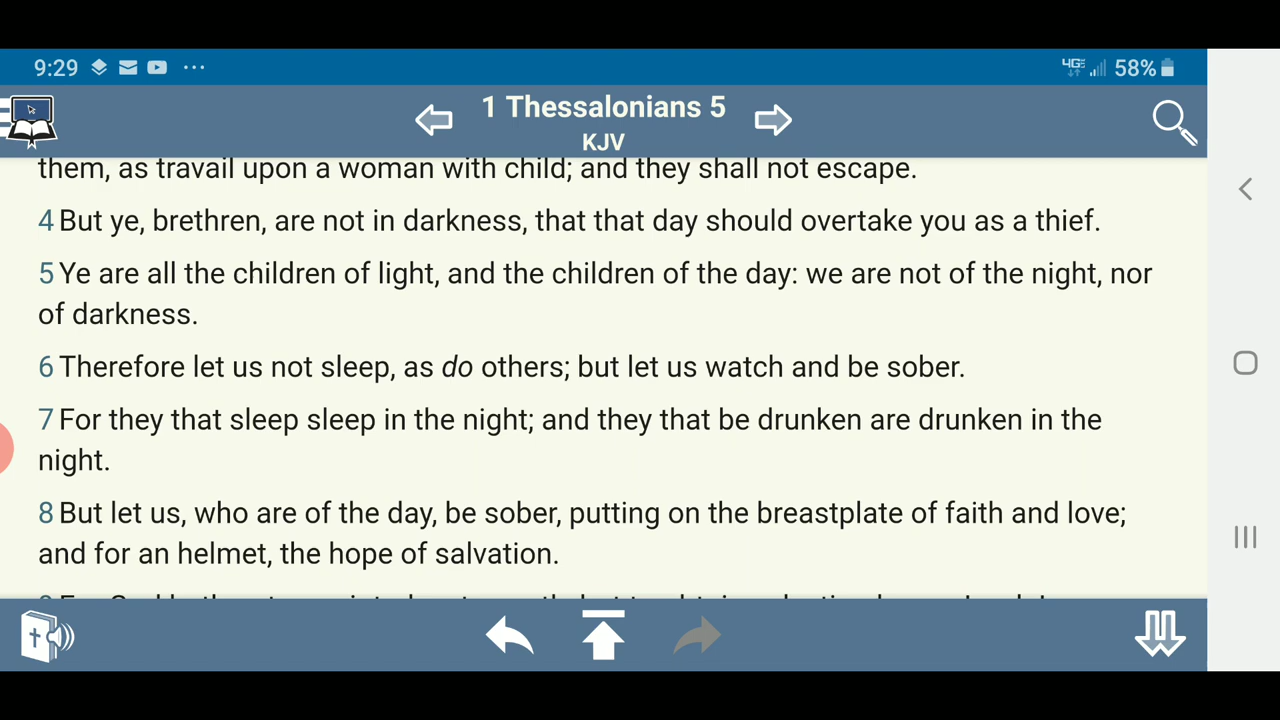 9:29 ...
4GE 58%
1 Thessalonians 5
KJV
them, as travail upon a woman with child; and they shall not escape.
4 But ye, brethren, are not in darkness, that that day should overtake you as a thief.
5 Ye are all the children of light, and the children of the day: we are not of the night, nor
of darkness.
6 Therefore let us not sleep, as do others; but let us watch and be sober.
7 For they that sleep sleep in the night; and they that be drunken are drunken in the
night.
8 But let us, who are of the day, be sober, putting on the breastplate of faith and love;
and for an helmet, the hope of salvation.